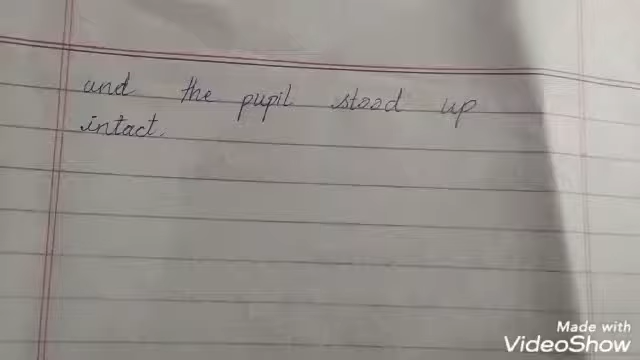 and the pupil stood up
intact.
Made with
VideoShow